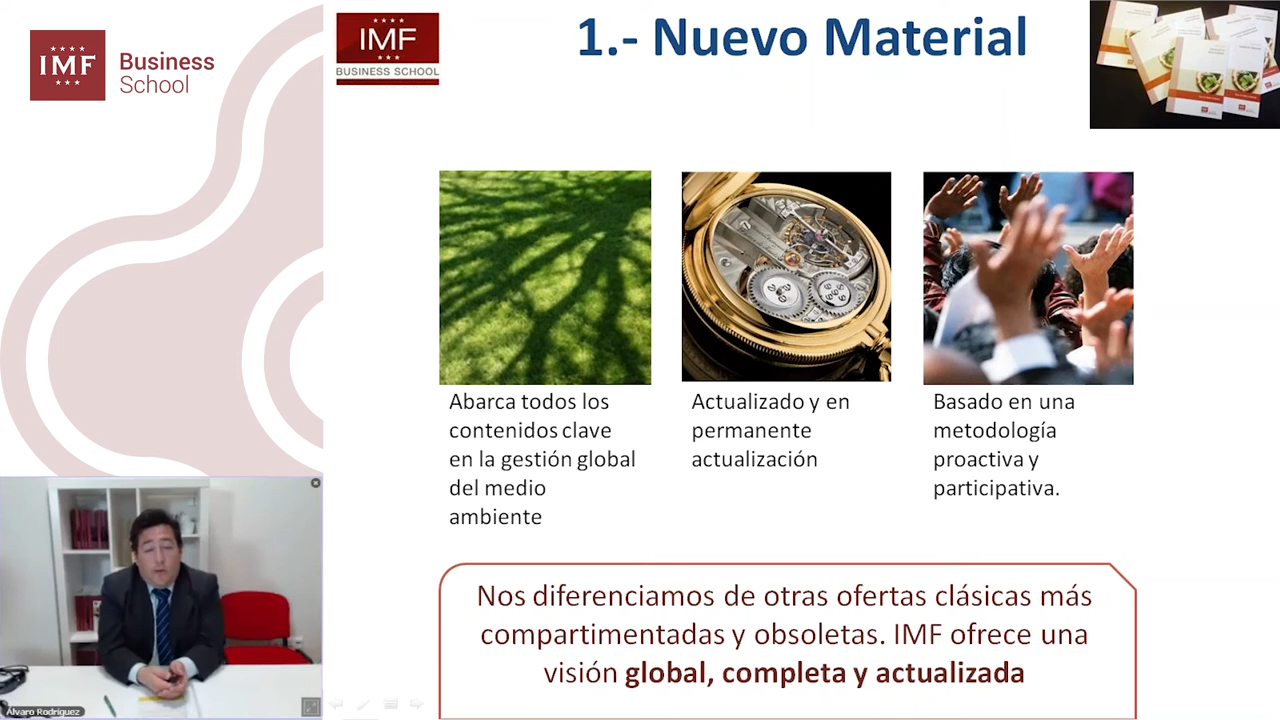 IMF
Business
School
IMF
BUSINESS SCHOOL
1.- Nuevo Material
Abarca todos los
contenidos clave
en la gestión global
del medio
ambiente
Actualizado y en
permanente
actualización
Basado en una
metodología
proactiva y
participativa.
Nos diferenciamos de otras ofertas clásicas más
compartimentadas y obsoletas. IMF ofrece una
visión global, completa y actualizada
Álvaro Rodríguez